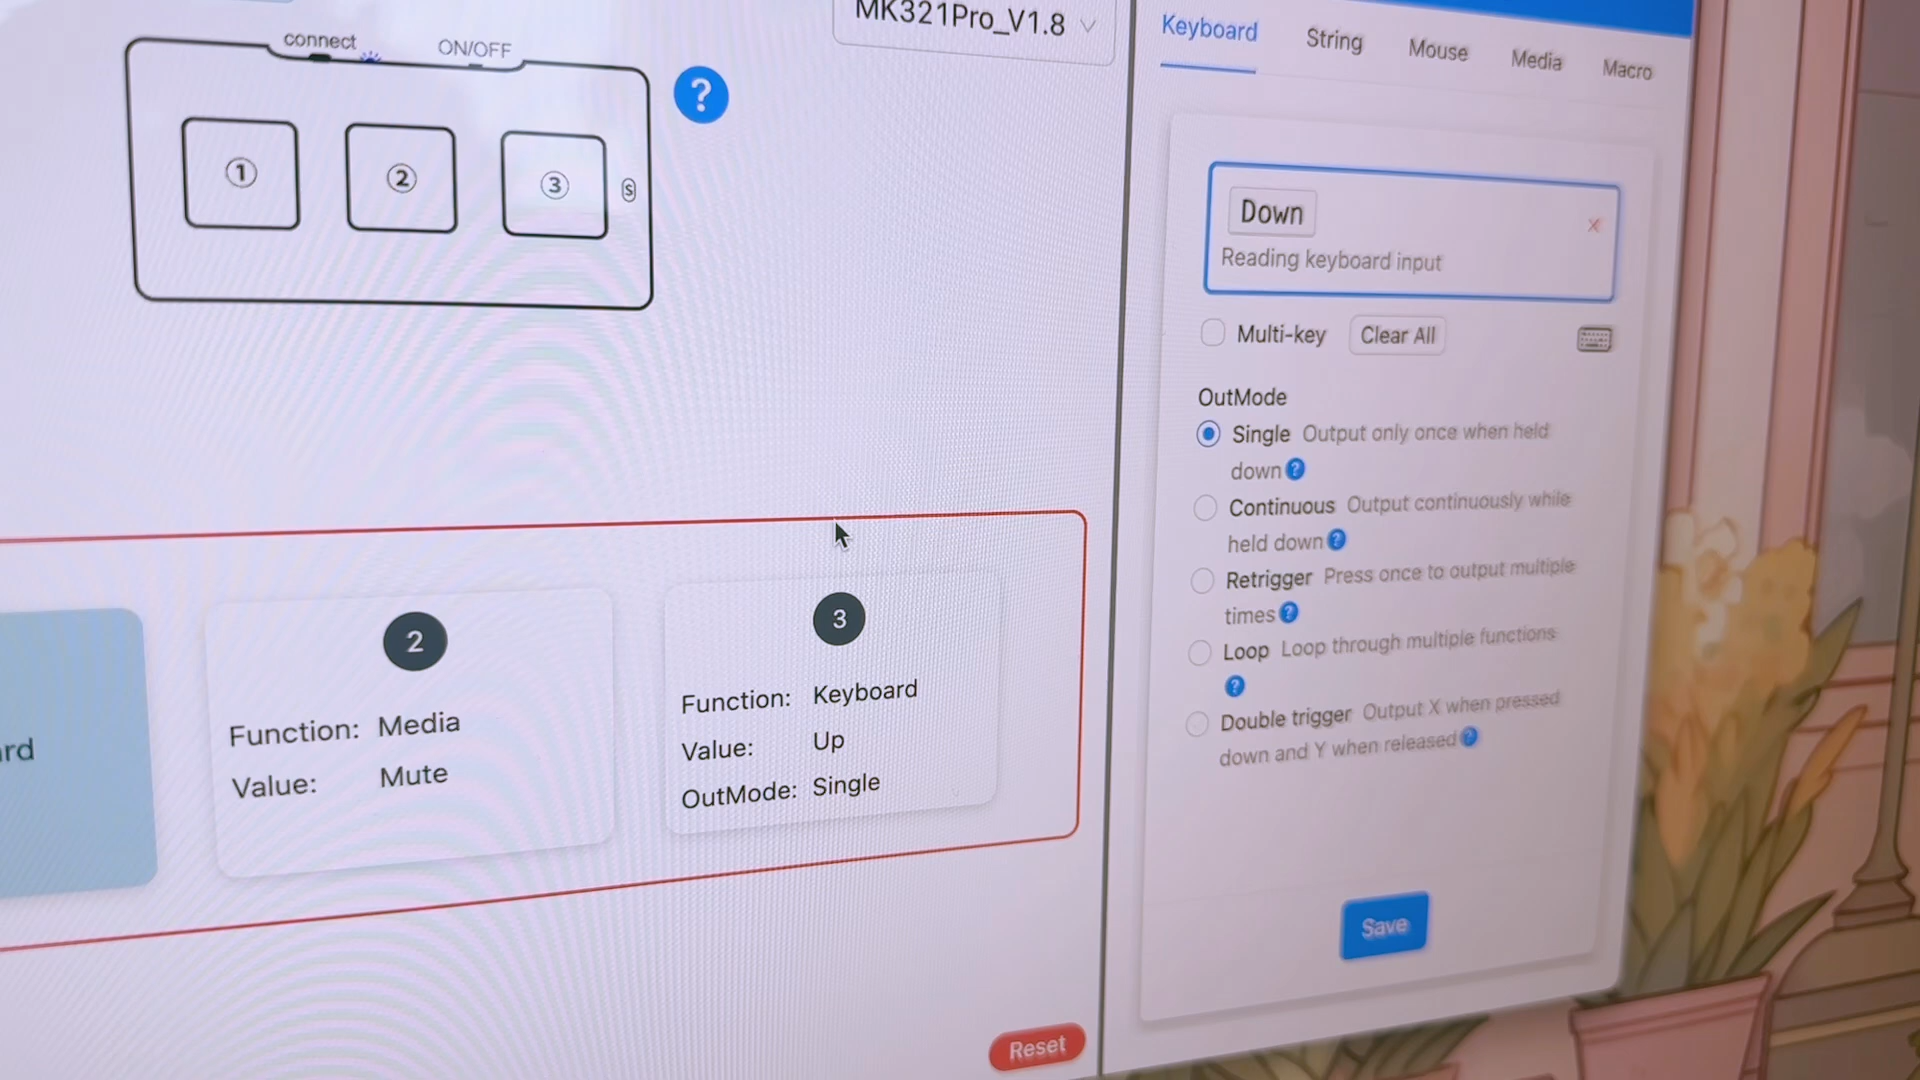 connect
ON/OFF
MK321Pro_V1.8
Keyboard
String
Mouse
Media
Macro
?
1
2
3
S
Down
X
Reading keyboard input
Multi-key
Clear All
OutMode
Single Output only once when held
down ?
Continuous Output continuously while
held down ?
Retrigger Press once to output multiple
times ?
Loop Loop through multiple functions
?
Double trigger Output X when pressed
down and Y when released ?
Save
rd
2
Function: Media
Value: Mute
3
Function: Keyboard
Value: Up
OutMode: Single
Reset